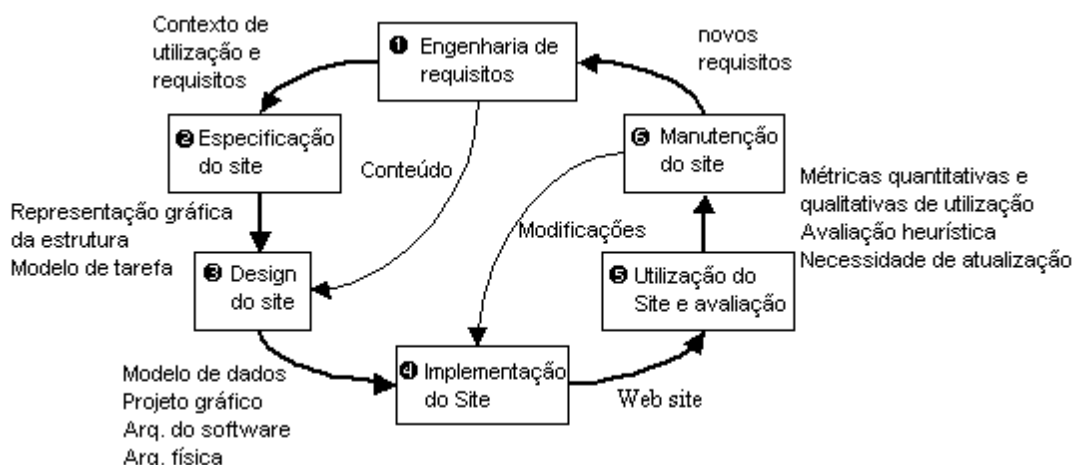 Contexto de
utilização e
requisitos
❶ Engenharia de
requisitos
novos
requisitos
❷ Especificação
do site
Conteúdo
❻ Manutenção
do site
Representação gráfica
da estrutura
Modelo de tarefa
Modificações
Métricas quantitativas e
qualitativas de utilização
Avaliação heurística
Necessidade de atualização
❸ Design
do site
❺ Utilização do
Site e avaliação
Modelo de dados
Projeto gráfico
Arq. do software
Arq. física
❹ Implementação
do Site
Web site